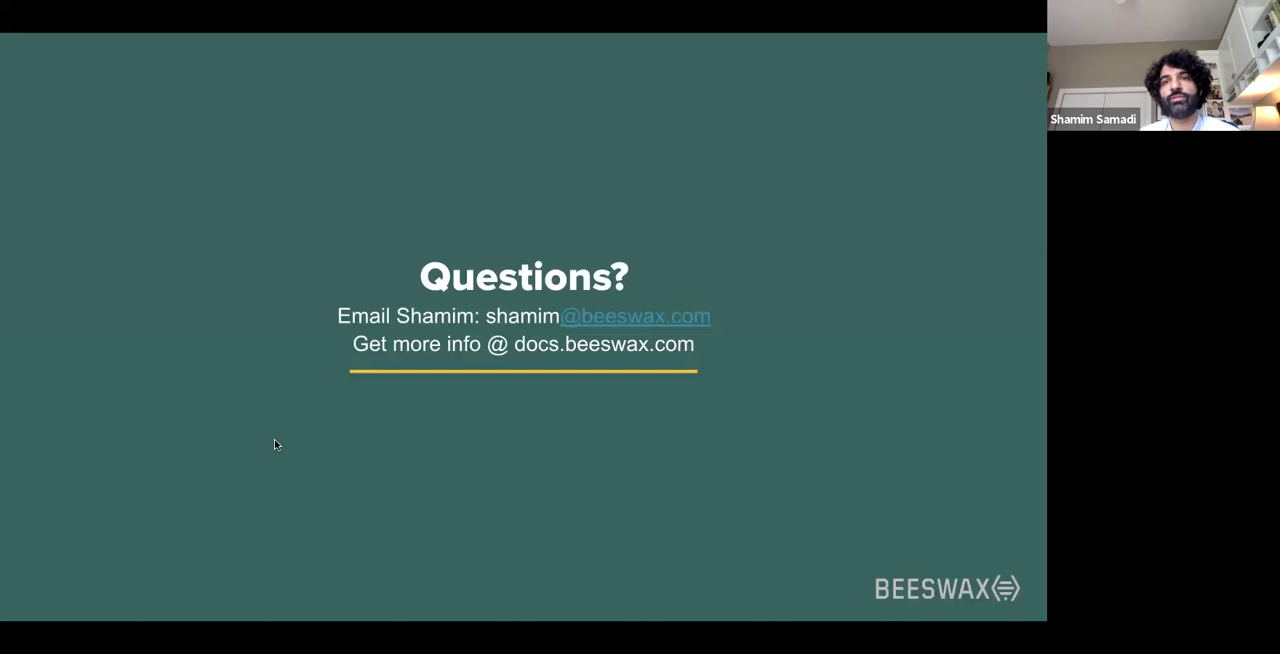 Questions?
Email Shamim: shamim@beeswax.com
Get more info @ docs.beeswax.com
BEESWAX
Shamim Samadi